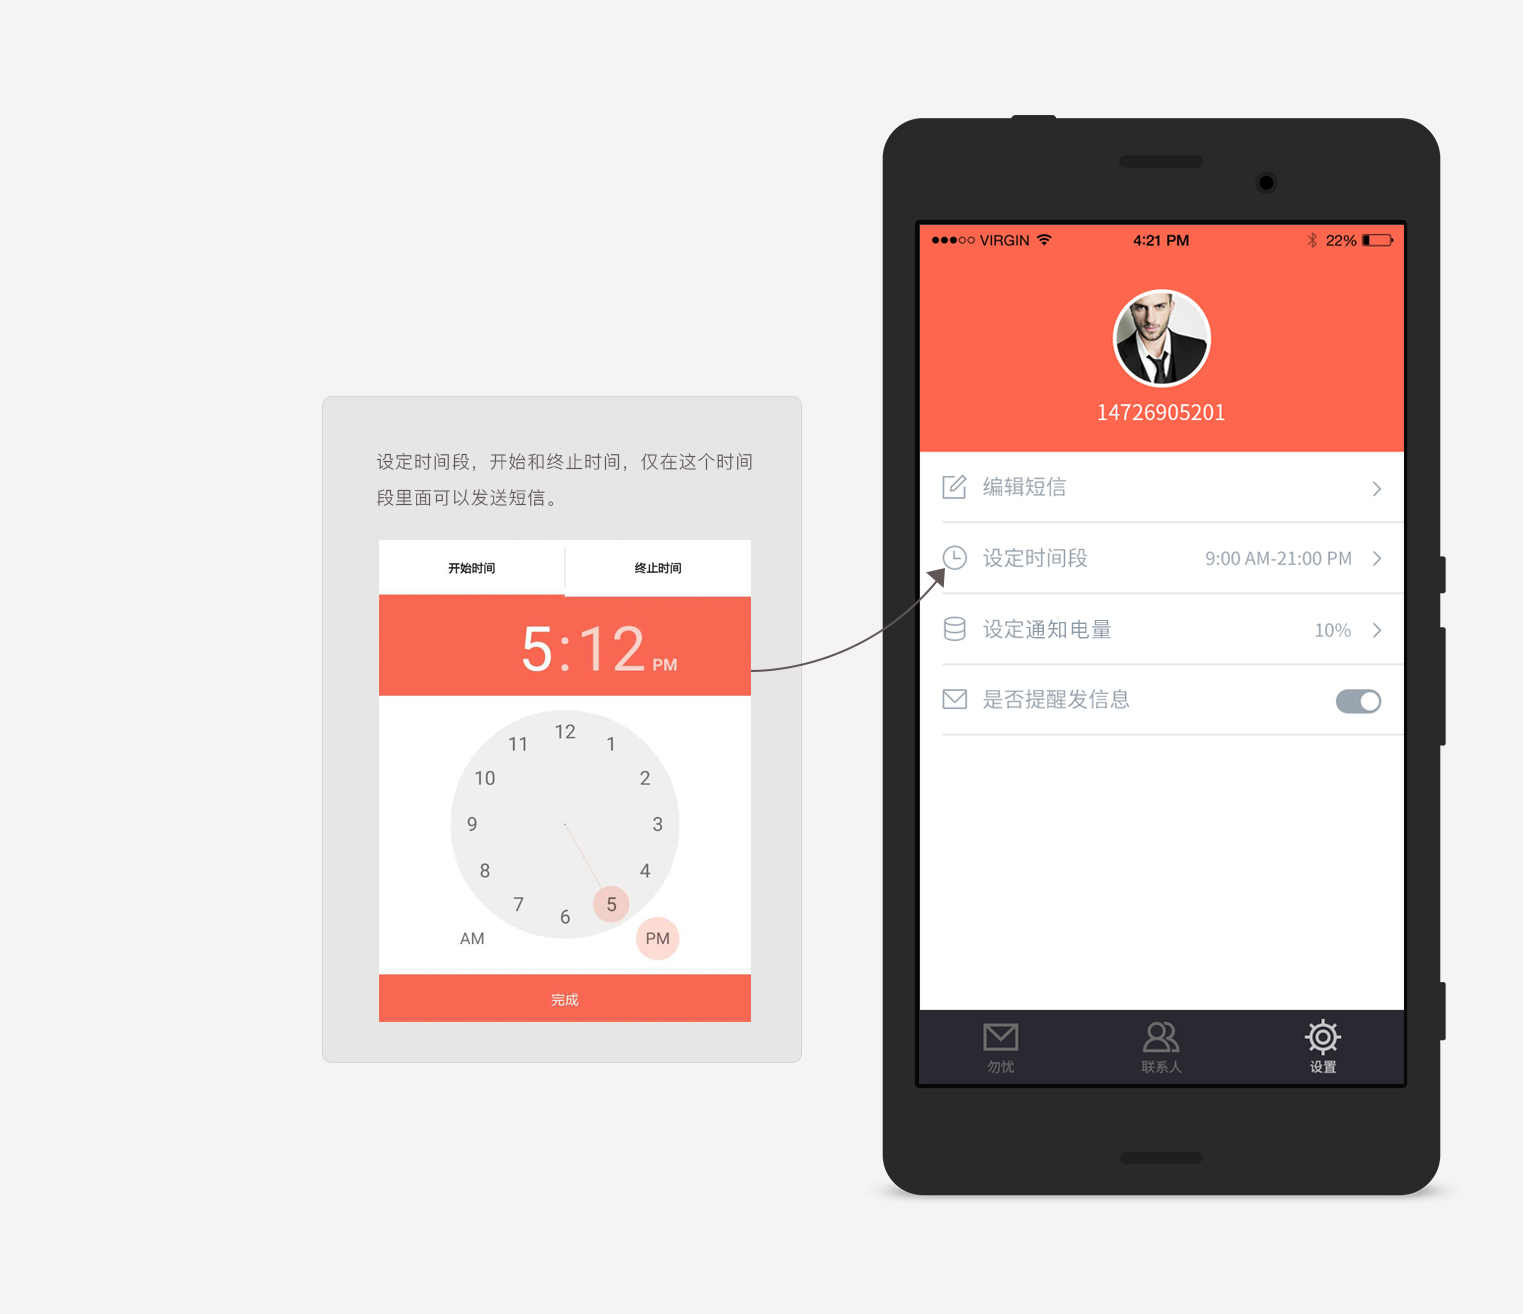 设定时间段，开始和终止时间，仅在这个时间
段里面可以发送短信。
开始时间
终止时间
5:12 PM
12
1
2
3
4
5
6
7
8
9
10
11
AM
PM
完成
VIRGIN
4:21 PM
22%
14726905201
编辑短信
设定时间段 9:00 AM-21:00 PM
设定通知电量 10%
是否提醒发信息
勿忧
联系人
设置